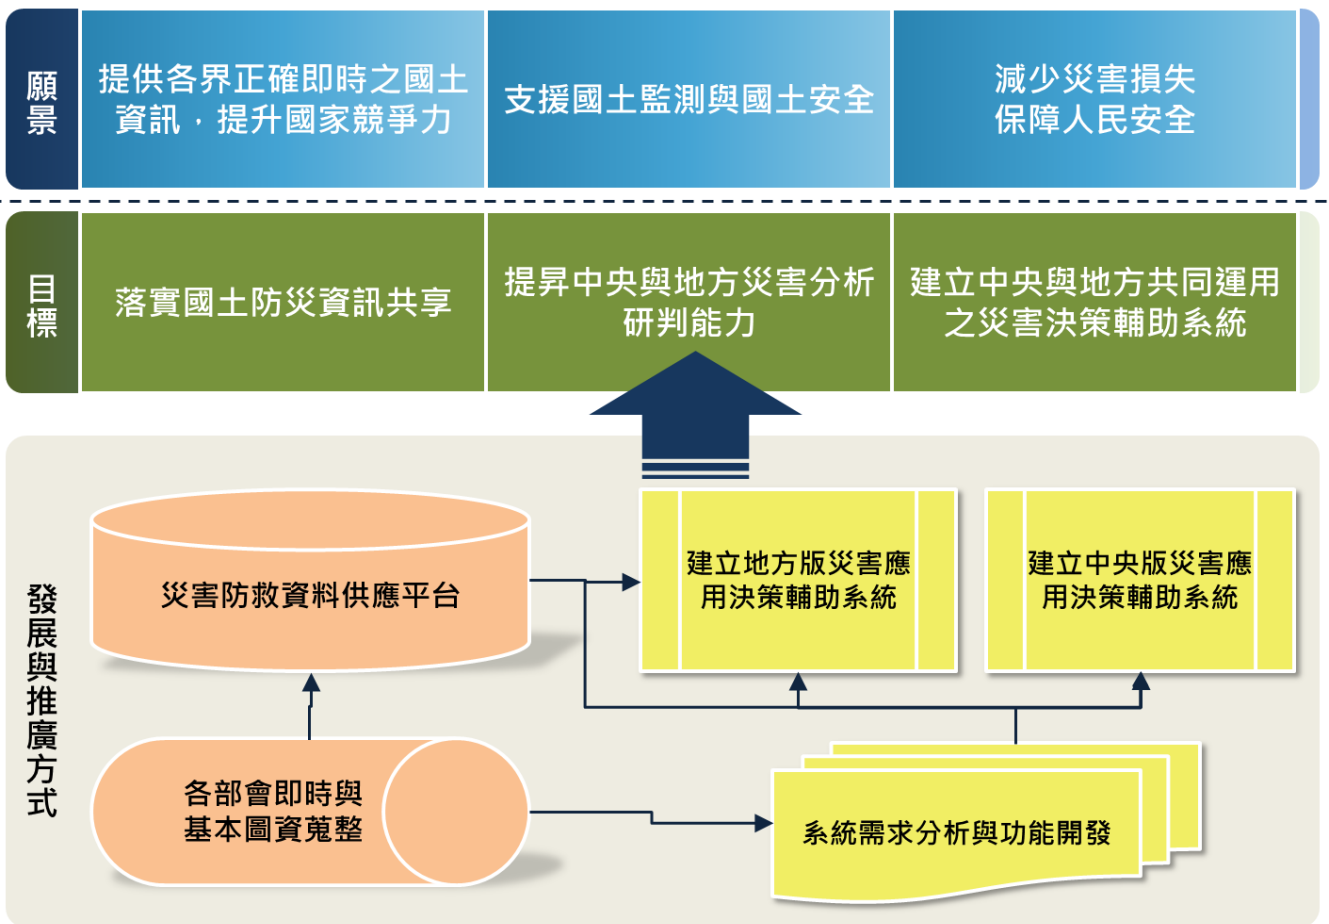 願景
提供各界正確即時之國土
資訊，提升國家競爭力
支援國土監測與國土安全
減少災害損失
保障人民安全
目標
落實國土防災資訊共享
提昇中央與地方災害分析
研判能力
建立中央與地方共同運用
之災害決策輔助系統
發展與推廣方式
災害防救資料供應平台
建立地方版災害應
用決策輔助系統
建立中央版災害應
用決策輔助系統
各部會即時與
基本圖資蒐整
系統需求分析與功能開發